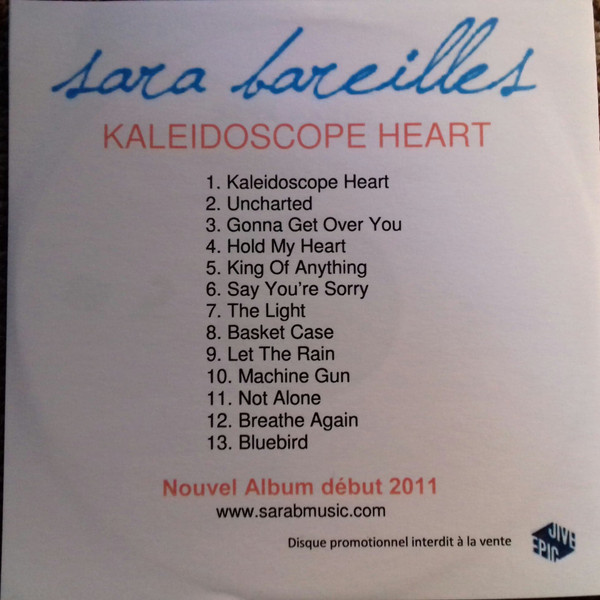 sara bareilles
KALEIDOSCOPE HEART
1. Kaleidoscope Heart
2. Uncharted
3. Gonna Get Over You
4. Hold My Heart
5. King Of Anything
6. Say You're Sorry
7. The Light
8. Basket Case
9. Let The Rain
10. Machine Gun
11. Not Alone
12. Breathe Again
13. Bluebird
Nouvel Album début 2011
www.sarabmusic.com
Disque promotionnel interdit à la vente
JIVE
EPIC